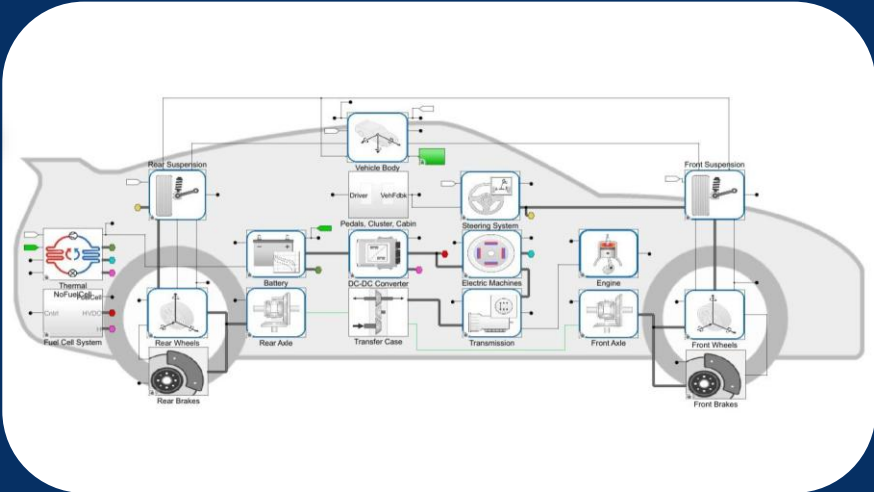 Rear Suspension
Vehicle Body
Front Suspension
Driver VehFdbk
Pedals, Cluster, Cabin
Steering System
Thermal
NoFuelCell
Battery
DC-DC Converter
Electric Machines
Engine
Cntrl
HVDC
Fuel Cell System
Rear Wheels
Rear Axle
Transfer Case
Transmission
Front Axle
Front Wheels
Rear Brakes
Front Brakes